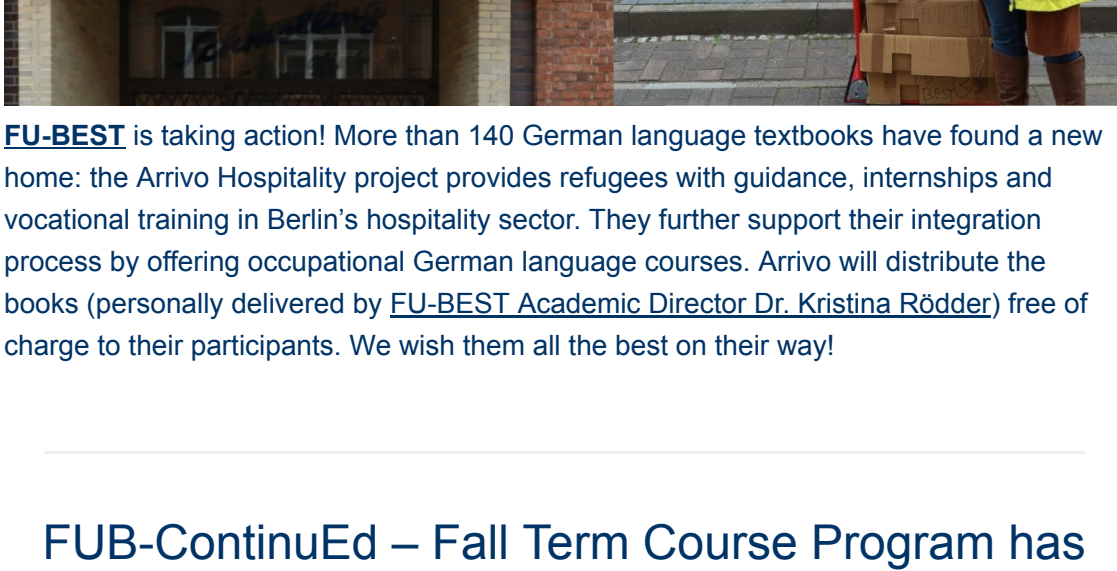 BEST
FU-BEST is taking action! More than 140 German language textbooks have found a new
home: the Arrivo Hospitality project provides refugees with guidance, internships and
vocational training in Berlin’s hospitality sector. They further support their integration
process by offering occupational German language courses. Arrivo will distribute the
books (personally delivered by FU-BEST Academic Director Dr. Kristina Rödder) free of
charge to their participants. We wish them all the best on their way!
FUB-ContinuEd – Fall Term Course Program has